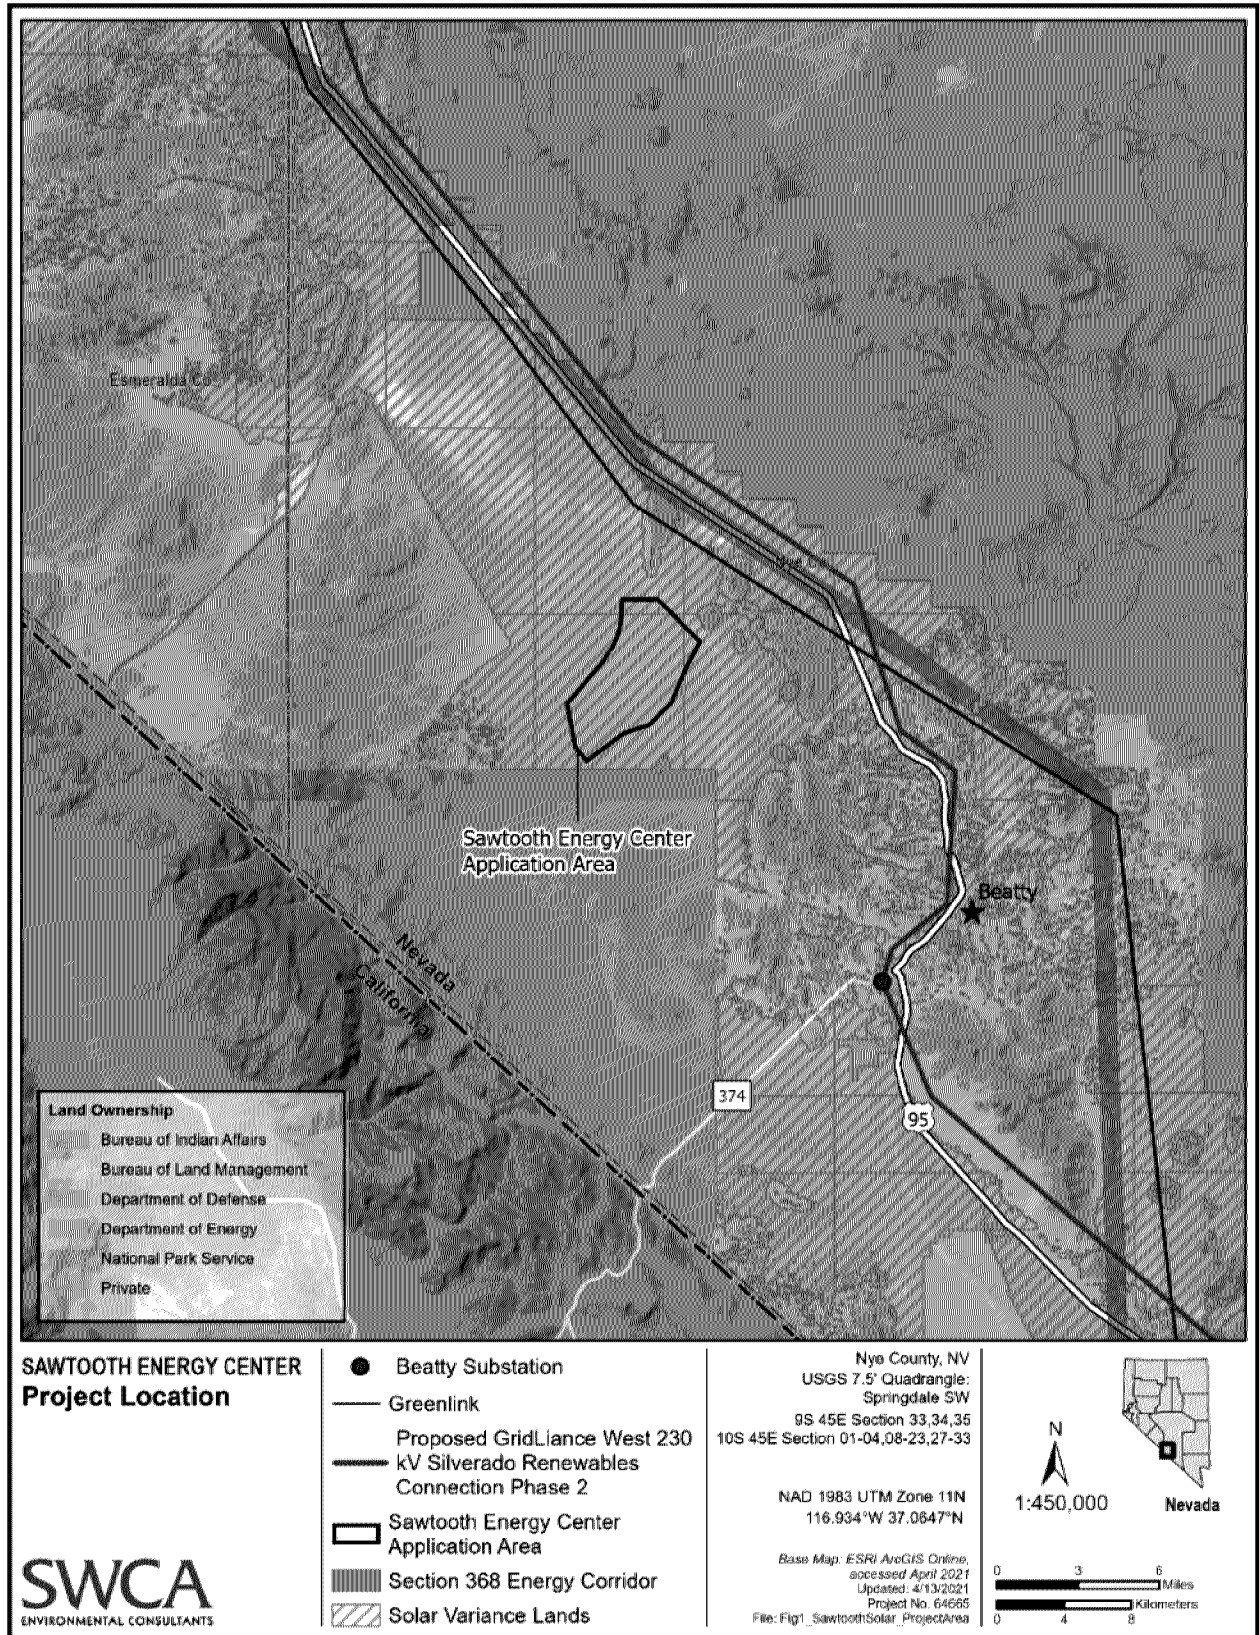 Esmeralda Co
Nye Co
Sawtooth Energy Center
Application Area
Beatty
Nevada
California
374
95
Land Ownership
Bureau of Indian Affairs
Bureau of Land Management
Department of Defense
Department of Energy
National Park Service
Private
SAWTOOTH ENERGY CENTER
Project Location
SWCA
ENVIRONMENTAL CONSULTANTS
Beatty Substation
Greenlink
Proposed GridLiance West 230
kV Silverado Renewables
Connection Phase 2
Sawtooth Energy Center
Application Area
Section 368 Energy Corridor
Solar Variance Lands
Nye County, NV
USGS 7.5' Quadrangle:
Springdale SW
9S 45E Section 33,34,35
10S 45E Section 01-04,08-23,27-33
NAD 1983 UTM Zone 11N
116.934°W 37.0647°N
Base Map: ESRI ArcGIS Online,
accessed April 2021
Updated: 4/13/2021
Project No. 64665
File: Fig1_SawtoothSolar_ProjectArea
N
1:450,000
Nevada
0 3 6
Miles
Kilometers
0 4 8